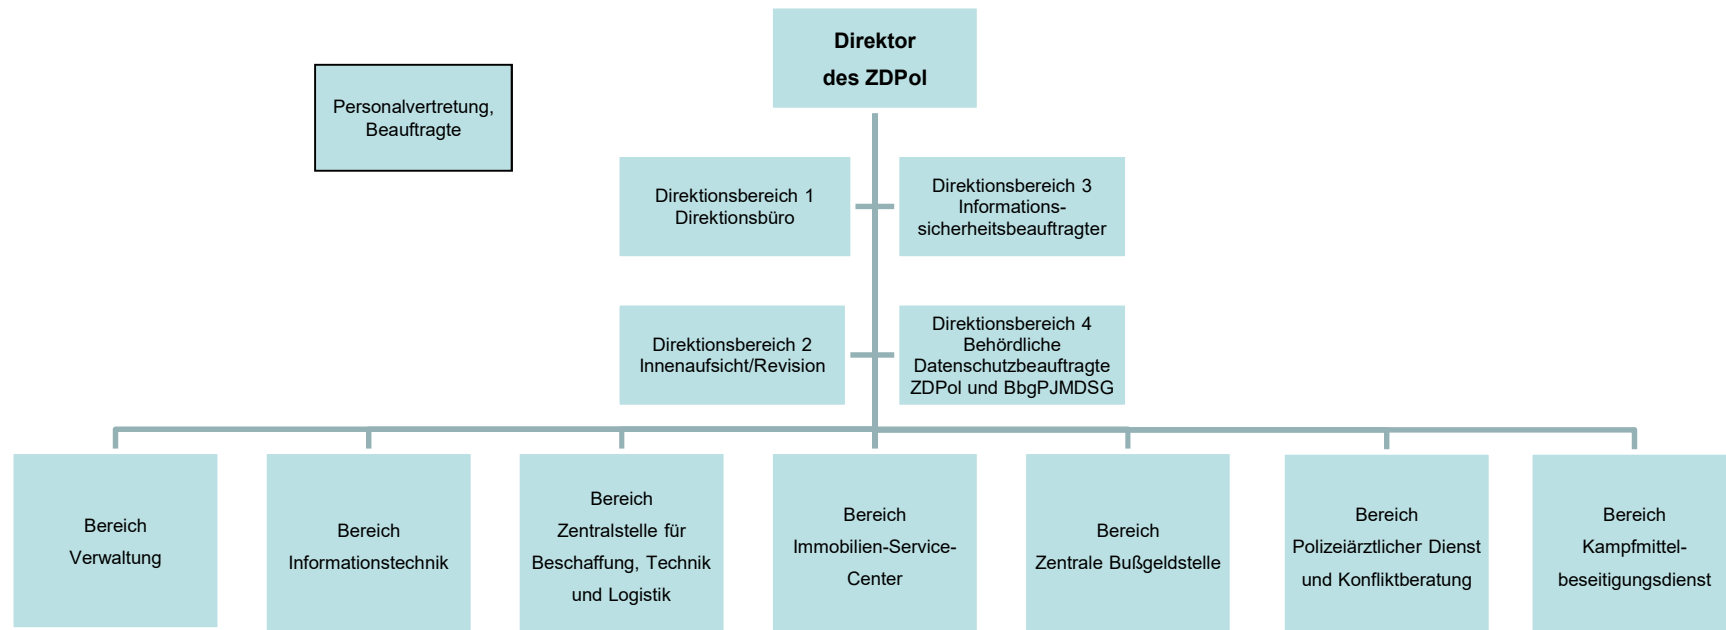 Direktor
des ZDPol
Personalvertretung,
Beauftragte
Direktionsbereich 1
Direktionsbüro
Direktionsbereich 3
Informations-
sicherheitsbeauftragter
Direktionsbereich 2
Innenaufsicht/Revision
Direktionsbereich 4
Behördliche
Datenschutzbeauftragte
ZDPol und BbgPJMDSG
Bereich
Verwaltung
Bereich
Informationstechnik
Bereich
Zentralstelle für
Beschaffung, Technik
und Logistik
Bereich
Immobilien-Service-
Center
Bereich
Zentrale Bußgeldstelle
Bereich
Polizeiärztlicher Dienst
und Konfliktberatung
Bereich
Kampfmittel-
beseitigungsdienst